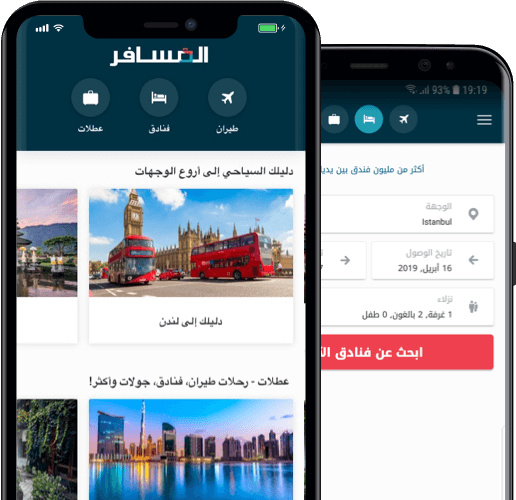 المسافر
طيران
فنادق
عطلات
دليلك السياحي إلى أروع الوجهات
دليلك إلى لندن
عطلات - رحلات طيران، فنادق، جولات وأكثر!
93% 19:19
أكثر من مليون فندق بين
الوجهة
Istanbul
تاريخ الوصول
16 أبريل, 2019
نزلاء
1 غرفة, 2 بالغون, 0 طفل
ابحث عن فنادق